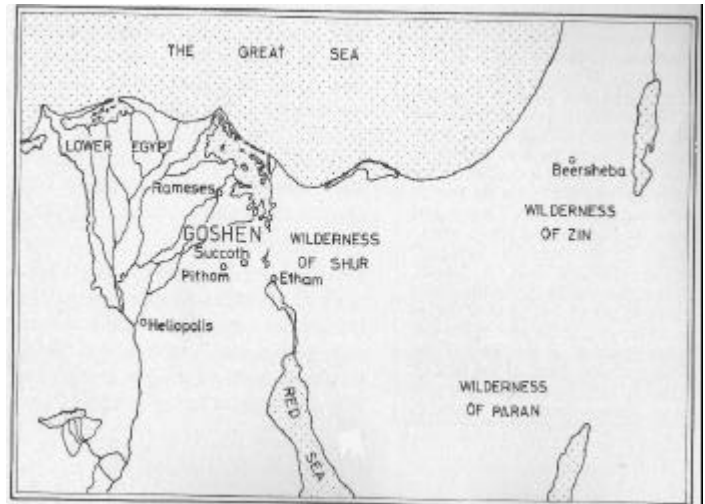 THE GREAT SEA
LOWER EGYPT
Rameses
Beersheba
GOSHEN
WILDERNESS
OF SHUR
WILDERNESS
OF ZIN
Succoth
Pithom
Etham
Heliopolis
WILDERNESS
OF PARAN
RED
SEA